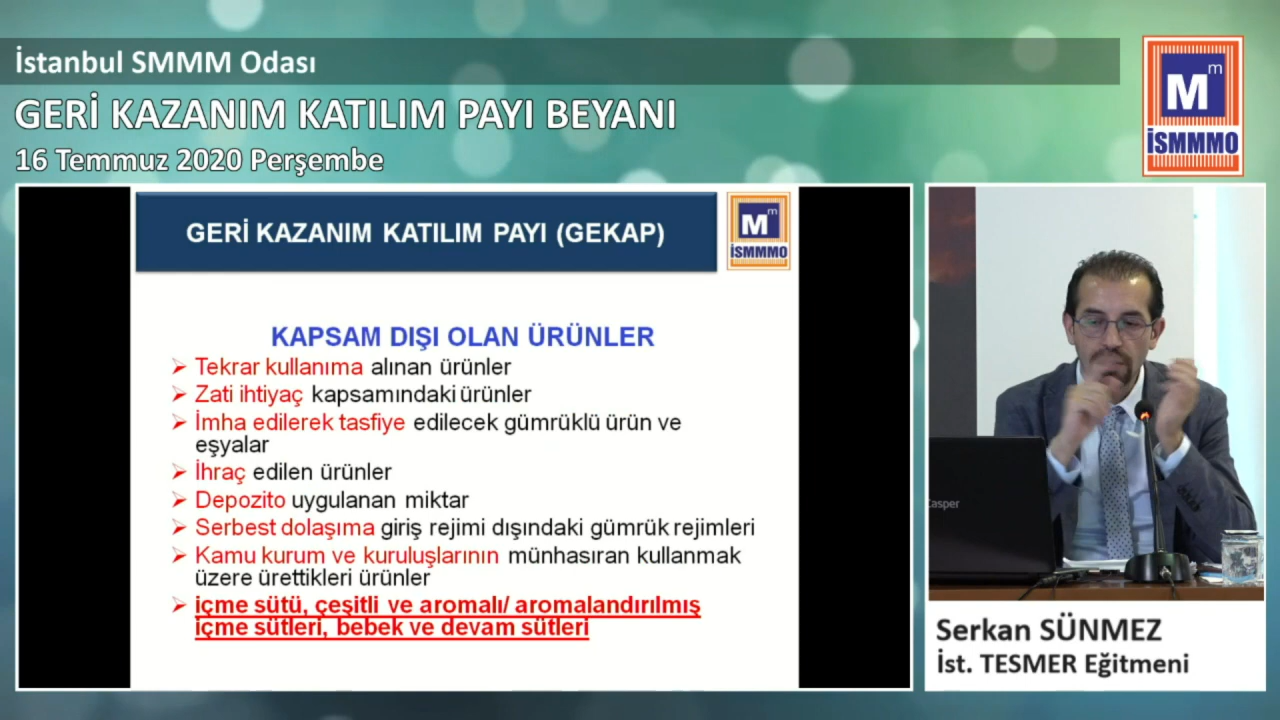 İstanbul SMMM Odası
GERİ KAZANIM KATILIM PAYI BEYANI
16 Temmuz 2020 Perşembe
M
m
İSMMMO
GERİ KAZANIM KATILIM PAYI (GEKAP)
M
m
İSMMMO
KAPSAM DIŞI OLAN ÜRÜNLER
Tekrar kullanıma alınan ürünler
Zati ihtiyaç kapsamındaki ürünler
İmha edilerek tasfiye edilecek gümrüklü ürün ve
eşyalar
İhraç edilen ürünler
Depozito uygulanan miktar
Serbest dolaşıma giriş rejimi dışındaki gümrük rejimleri
Kamu kurum ve kuruluşlarının münhasıran kullanmak
üzere ürettikleri ürünler
içme sütü, çeşitli ve aromalı/ aromalandırılmış
içme sütleri, bebek ve devam sütleri
Casper
Serkan SÜNMEZ
İst. TESMER Eğitmeni